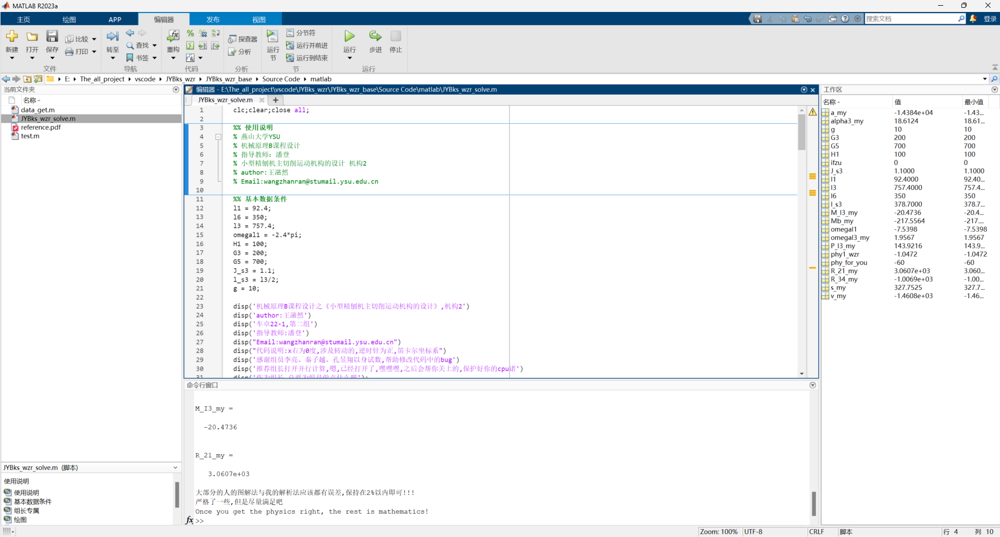 MATLAB R2023a
主页 绘图 APP 编辑器 发布 视图 搜索文档 登录
新建 打开 保存 比较 打印 转至 查找 书签 重构 探查器 分析 运行节 分节符 运行并前进 运行到结束 运行 步进 停止
文件 导航 代码 分析 节 运行
E: ▸ The_all_project ▸ vscode ▸ JYBks_wzr ▸ JYBks_wzr_base ▸ Source Code ▸ matlab
当前文件夹
名称
data_get.m
JYBks_wzr_solve.m
reference.pdf
test.m
JYBks_wzr_solve.m (脚本)
使用说明
使用说明
基本数据条件
组长专属
绘图
编辑器 - E:\The_all_project\vscode\JYBks_wzr\JYBks_wzr_base\Source Code\matlab\JYBks_wzr_solve.m
JYBks_wzr_solve.m
1 clc;clear;close all;
2
3 %% 使用说明
4 % 燕山大学YSU
5 % 机械原理B课程设计
6 % 指导教师：潘登
7 % 小型精刨机主切削运动机构的设计 机构2
8 % author:王湛然
9 % Email:wangzhanran@stumail.ysu.edu.cn
10
11 %% 基本数据条件
12 l1 = 92.4;
13 l6 = 350;
14 l3 = 757.4;
15 omegal1 = -2.4*pi;
16 H1 = 100;
17 G3 = 200;
18 G5 = 700;
19 J_s3 = 1.1;
20 l_s3 = l3/2;
21 g = 10;
22
23 disp('机械原理B课程设计之《小型精刨机主切削运动机构的设计》,机构2')
24 disp('author:王湛然')
25 disp('车卓22-1,第二组')
26 disp('指导教师:潘登')
27 disp("Email:wangzhanran@stumail.ysu.edu.cn")
28 disp("代码说明:x右为0度,涉及转动的,逆时针为正,笛卡尔坐标系")
29 disp('感谢组员李亮、秦子越、孔昱翔以身试数,帮助修改代码中的bug')
30 disp('推荐组长打开并行计算,嗯,已经打开了,嘿嘿嘿,之后会帮你关上的,保护好你的cpu诺')
31 disp('作为组长,总要为组员做点什么吧');
命令行窗口
M_I3_my =
-20.4736
R_21_my =
3.0607e+03
大部分的人的图解法与我的解析法应该都有误差,保持在2%以内即可!!!
严格了一些,但是尽量满足吧
Once you get the physics right, the rest is mathematics!
fx >>
工作区
名称 值 最小值
a_my -1.4384e+04 -1.43...
alpha3_my 18.6124 18.61...
g 10 10
G3 200 200
G5 700 700
H1 100 100
ifzu 0 0
J_s3 1.1000 1.1000
l1 92.4000 92.40...
l3 757.4000 757.4...
l6 350 350
l_s3 378.7000 378.7...
M_I3_my -20.4736 -20.4...
Mb_my -217.5564 -217....
omegal1 -7.5398 -7.5398
omegal3_my 1.9567 1.9567
P_I3_my 143.9216 143.9...
phy1_wzr -1.0472 -1.0472
phy_for_you -60 -60
R_21_my 3.0607e+03 3.060...
R_34_my -1.0069e+03 -1.00...
s_my 327.7525 327.7...
v_my -1.4608e+03 -1.46...
Zoom: 100% UTF-8 CRLF 脚本 行 4 列 10